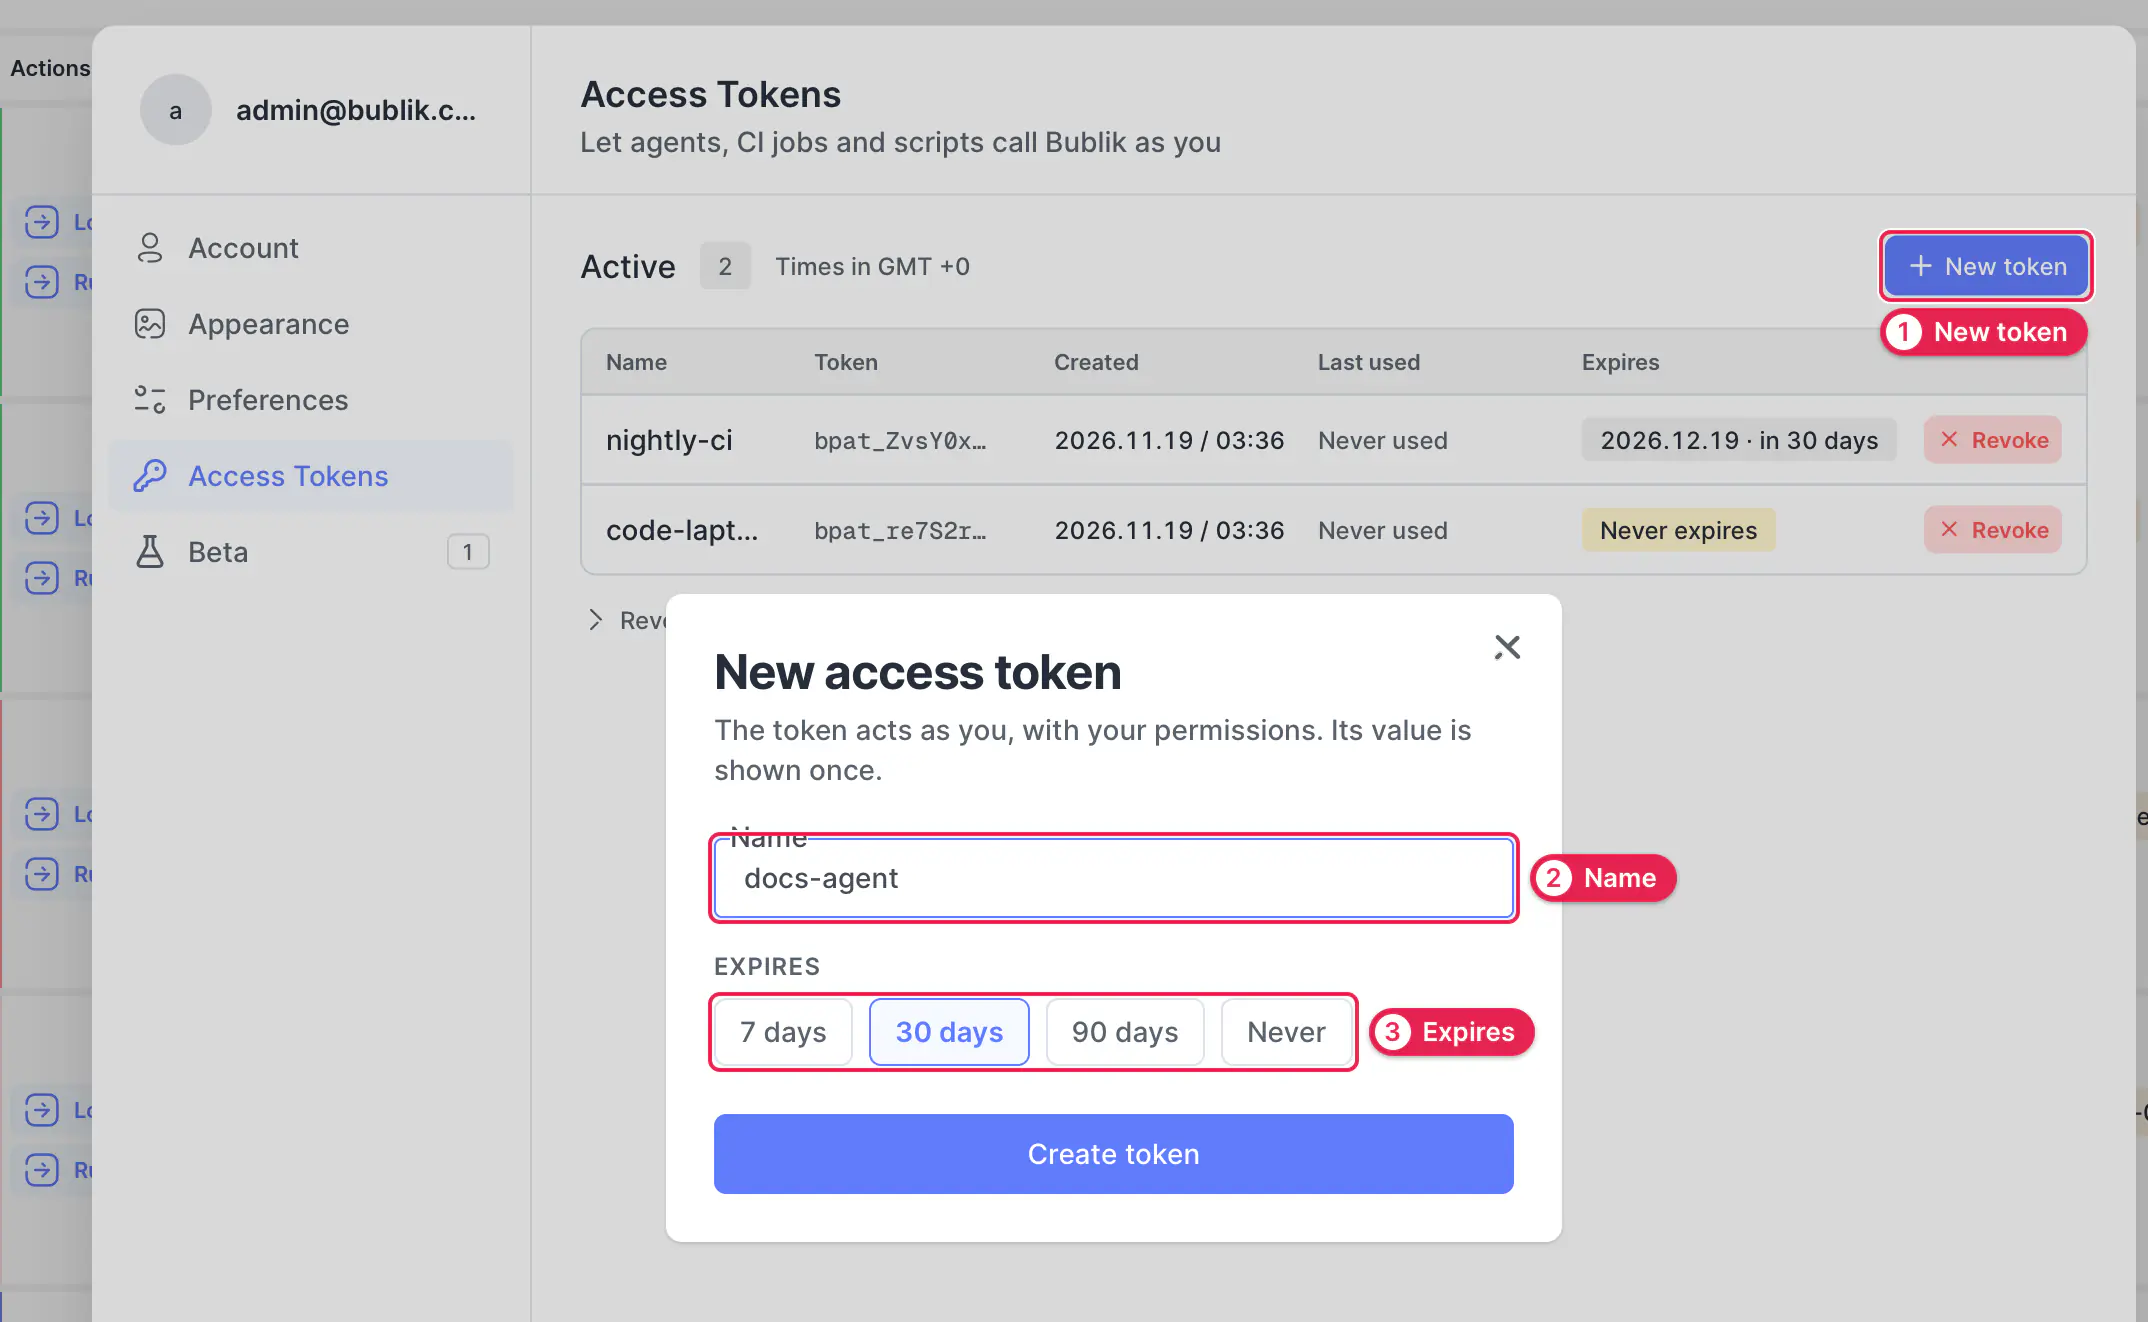 Actions
a
admin@bublik.c...
Access Tokens
Let agents, CI jobs and scripts call Bublik as you
Account
Appearance
Preferences
Access Tokens
Beta 1
Active 2 Times in GMT +0
+ New token
1 New token
Name Token Created Last used Expires
nightly-ci bpat_ZvsY0x… 2026.11.19 / 03:36 Never used 2026.12.19 · in 30 days Revoke
code-lapt... bpat_re7S2r… 2026.11.19 / 03:36 Never used Never expires Revoke
New access token
The token acts as you, with your permissions. Its value is
shown once.
Name
docs-agent
2 Name
EXPIRES
7 days 30 days 90 days Never
3 Expires
Create token